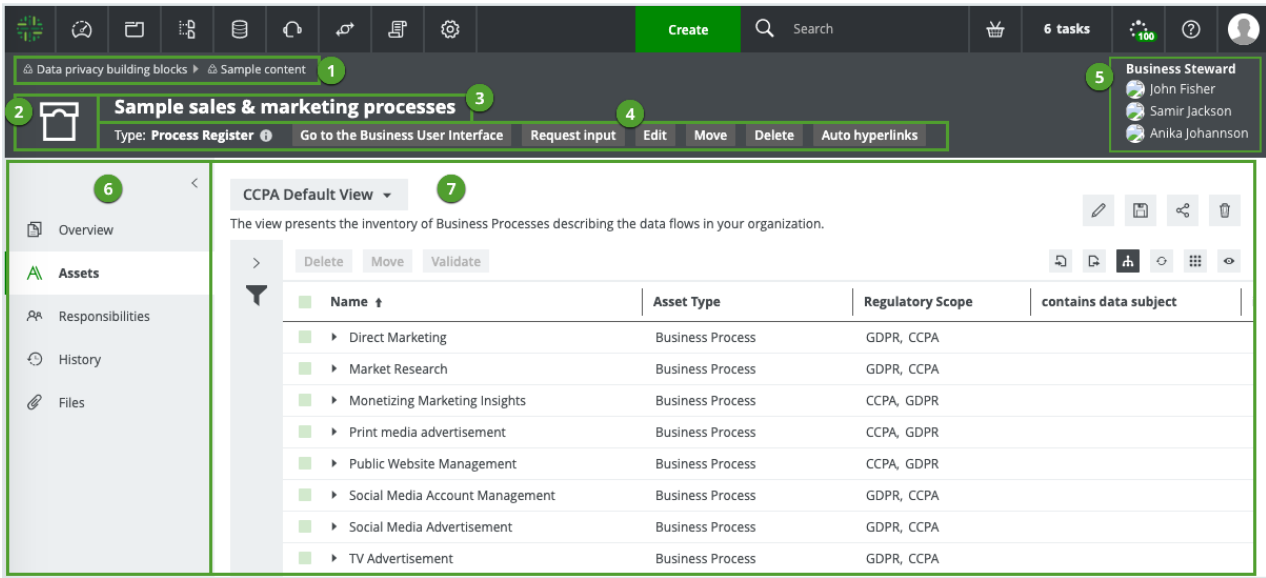 Create
Search
6 tasks
100
Data privacy building blocks
Sample content
1
2
Sample sales & marketing processes
3
4
Type: Process Register
Go to the Business User Interface
Request input
Edit
Move
Delete
Auto hyperlinks
5
Business Steward
John Fisher
Samir Jackson
Anika Johannson
6
Overview
Assets
Responsibilities
History
Files
CCPA Default View
7
The view presents the inventory of Business Processes describing the data flows in your organization.
Delete Move Validate
Name Asset Type Regulatory Scope contains data subject
Direct Marketing Business Process GDPR, CCPA
Market Research Business Process GDPR, CCPA
Monetizing Marketing Insights Business Process CCPA, GDPR
Print media advertisement Business Process CCPA, GDPR
Public Website Management Business Process CCPA, GDPR
Social Media Account Management Business Process GDPR, CCPA
Social Media Advertisement Business Process GDPR, CCPA
TV Advertisement Business Process GDPR, CCPA